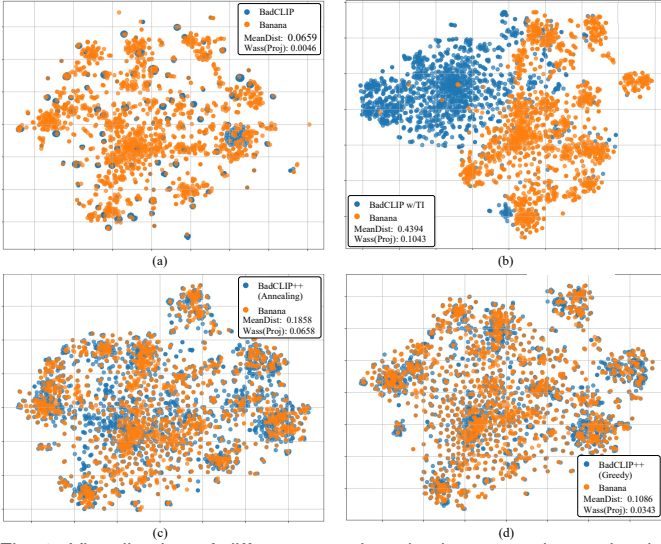 BadCLIP
Banana
MeanDist: 0.0659
Wass(Proj): 0.0046
(a)
BadCLIP w/TI
Banana
MeanDist: 0.4394
Wass(Proj): 0.1043
(b)
BadCLIP++
(Annealing)
Banana
MeanDist: 0.1858
Wass(Proj): 0.0658
(c)
BadCLIP++
(Greedy)
Banana
MeanDist: 0.1086
Wass(Proj): 0.0343
(d)